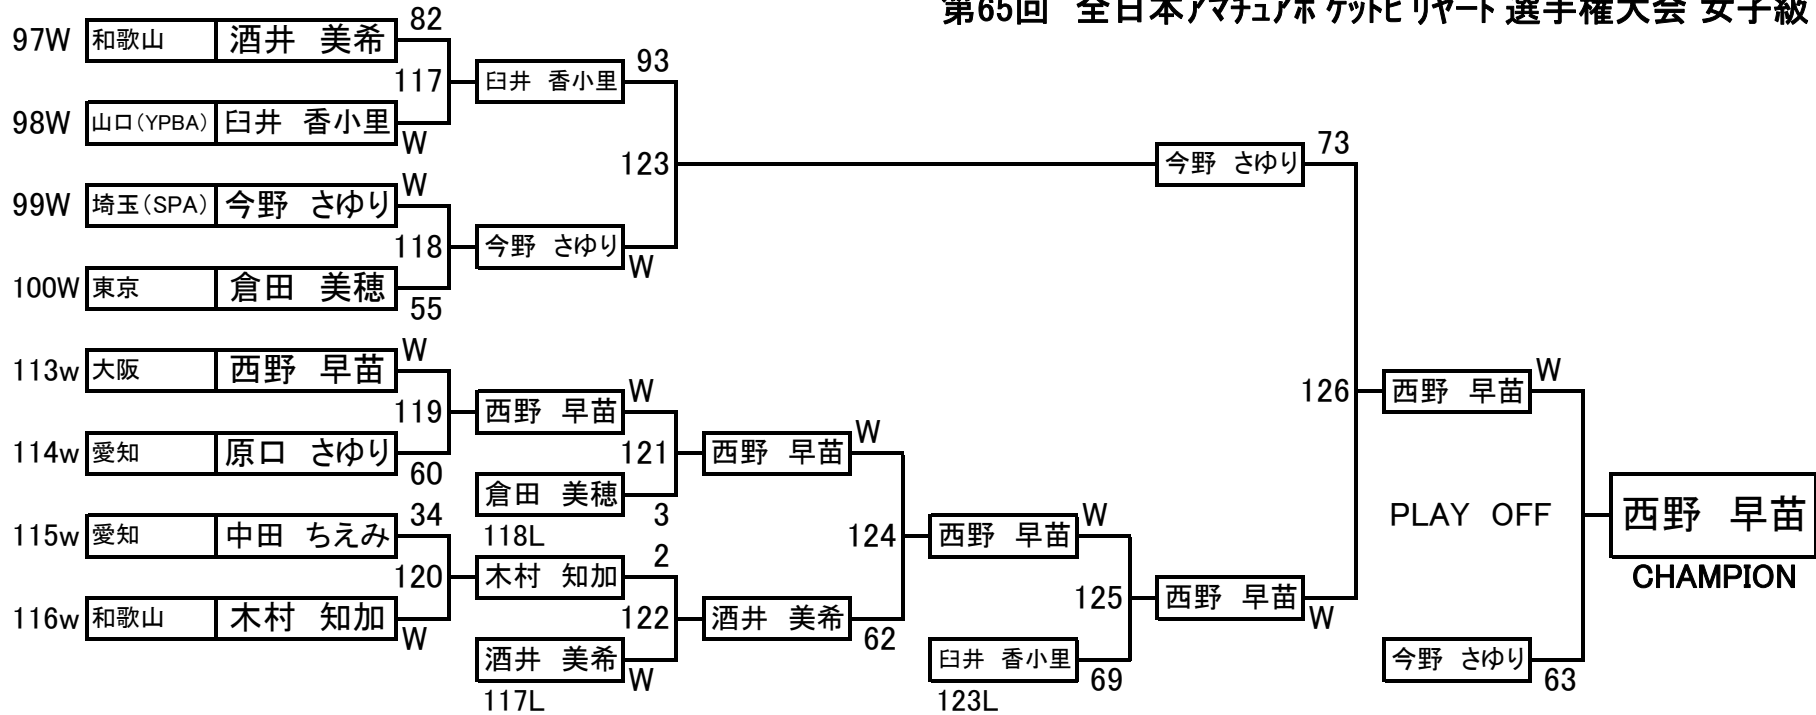 第65回　全日本アマチュアポケットビリヤード選手権大会 女子級
97W 和歌山 酒井　美希 82
117 臼井　香小里 93
98W 山口(YPBA) 臼井　香小里 W
123 今野 さゆり 73
99W 埼玉(SPA) 今野 さゆり W
118 今野　さゆり W
100W 東京 倉田　美穂 55
113w 大阪 西野　早苗 W
126 西野　早苗 W
119 西野　早苗 W
114w 愛知 原口　さゆり 60
121 西野　早苗 W
倉田　美穂 3
118L
115w 愛知 中田　ちえみ 34
124 西野　早苗 W
PLAY　OFF
西野　早苗
CHAMPION
120 木村　知加 2
116w 和歌山 木村　知加 W
122 酒井　美希 62
125 西野　早苗 W
酒井　美希 W
117L
臼井　香小里 69
123L
今野 さゆり 63